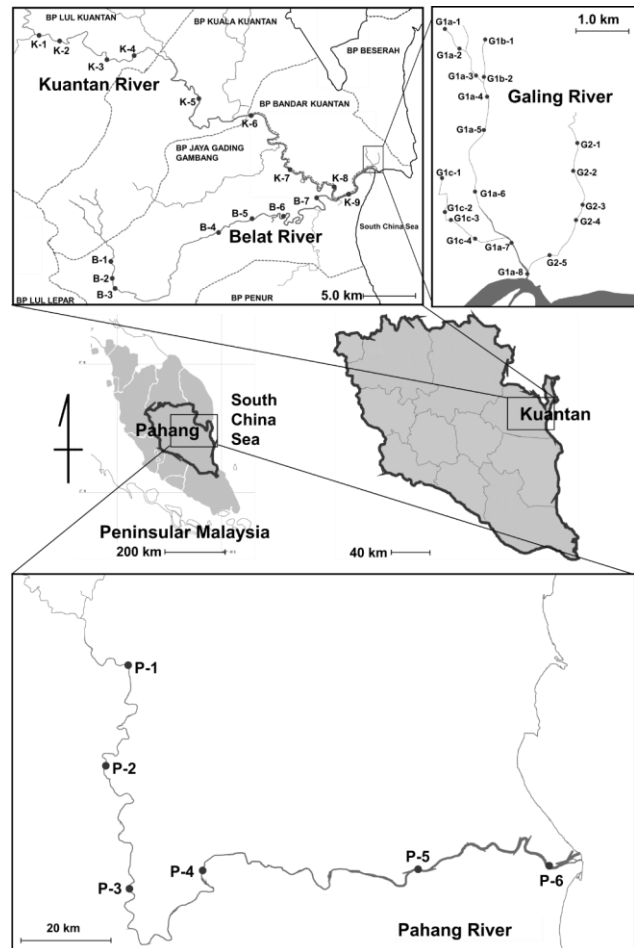 BP LUL KUANTAN
BP KUALA KUANTAN
BP BESERAH
K-1
K-2
K-3
K-4
Kuantan River
K-5
BP BANDAR KUANTAN
K-6
BP JAYA GADING
GAMBANG
K-7
K-8
B-7
K-9
B-6
B-5
B-4
Belat River
South China Sea
B-1
B-2
B-3
BP LUL LEPAR
BP PENUR
5.0 km
1.0 km
G1a-1
G1b-1
G1a-2
G1a-3
G1b-2
G1a-4
Galing River
G1a-5
G2-1
G1c-1
G2-2
G1a-6
G1c-2
G2-3
G1c-3
G2-4
G1c-4
G1a-7
G2-5
G1a-8
South
China
Sea
Pahang
Peninsular Malaysia
200 km
Kuantan
40 km
P-1
P-2
P-3
P-4
P-5
P-6
20 km
Pahang River